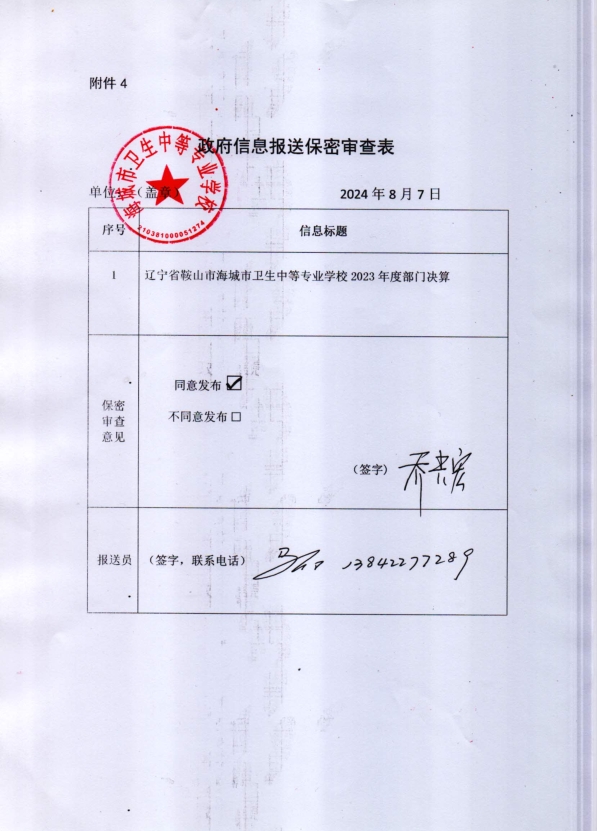 附件 4
政府信息报送保密审查表
海城市卫生中等专业学校
210381000051274
单位：（盖章）
2024 年 8 月 7 日
序号
信息标题
1
辽宁省鞍山市海城市卫生中等专业学校 2023 年度部门决算
保密
审查
意见
同意发布 ☑
不同意发布 □
（签字）
报送员
（签字，联系电话）
13842277289